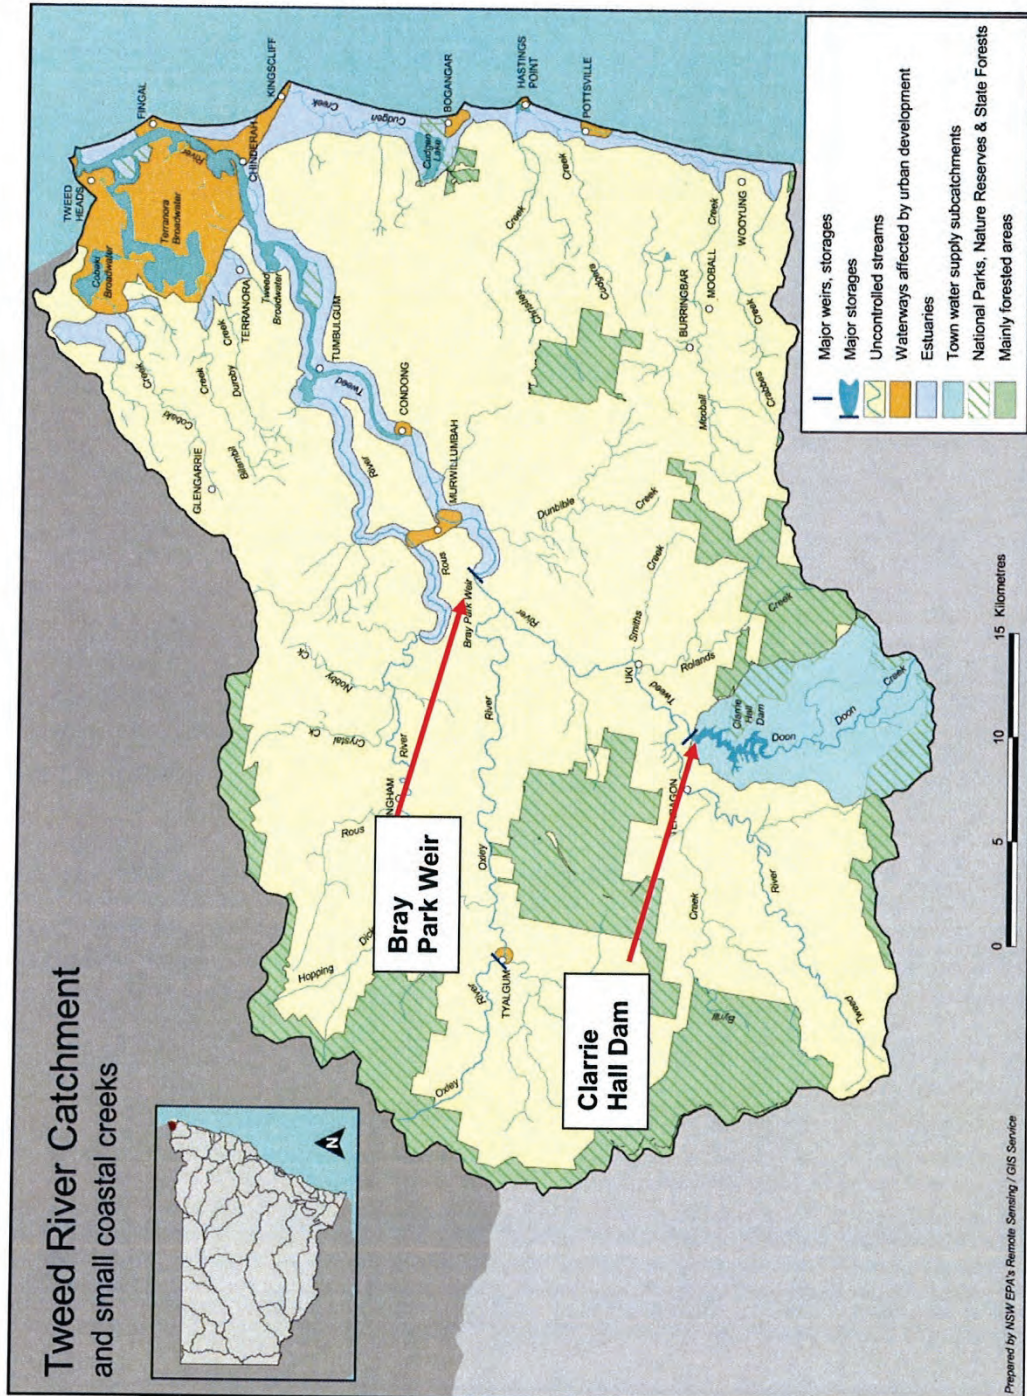 Tweed River Catchment
and small coastal creeks
N
TWEED
HEADS
FINGAL
KINGSCLIFF
CHINDERAH
River
Cobaki
Broadwater
Terranora
Broadwater
Tweed
Broadwater
TERRANORA
Creek
Cobaki
Creek
Bilambil
Creek
Duroby
GLENGARRIE
TUMBULGUM
Tweed
CONDONG
River
MURWILLUMBAH
Rous
Bray Park Weir
Creek
Cudgen
Cudgen
Lake
BOGANGAR
HASTINGS
POINT
POTTSVILLE
Creek
Christies
Creek
Cudgera
BURRINGBAR
MOOBALL
Creek
Mooball
WOOYUNG
Creek
Crabbes
Dunbible
Creek
Nobby
Ck
Crystal
Ck
River
NGHAM
Rous
Hopping
Dick
River
Oxley
TYALGUM
River
Oxley
River
Tweed
UKI
Smiths
Creek
Rolands
Creek
Clarrie
Hall
Dam
Doon
Doon
Creek
Creek
Byrill
River
Tweed
Bray
Park Weir
Clarrie
Hall Dam
0 5 10 15 Kilometres
Major weirs, storages
Major storages
Uncontrolled streams
Waterways affected by urban development
Estuaries
Town water supply subcatchments
National Parks, Nature Reserves & State Forests
Mainly forested areas
Prepared by NSW EPA's Remote Sensing / GIS Service